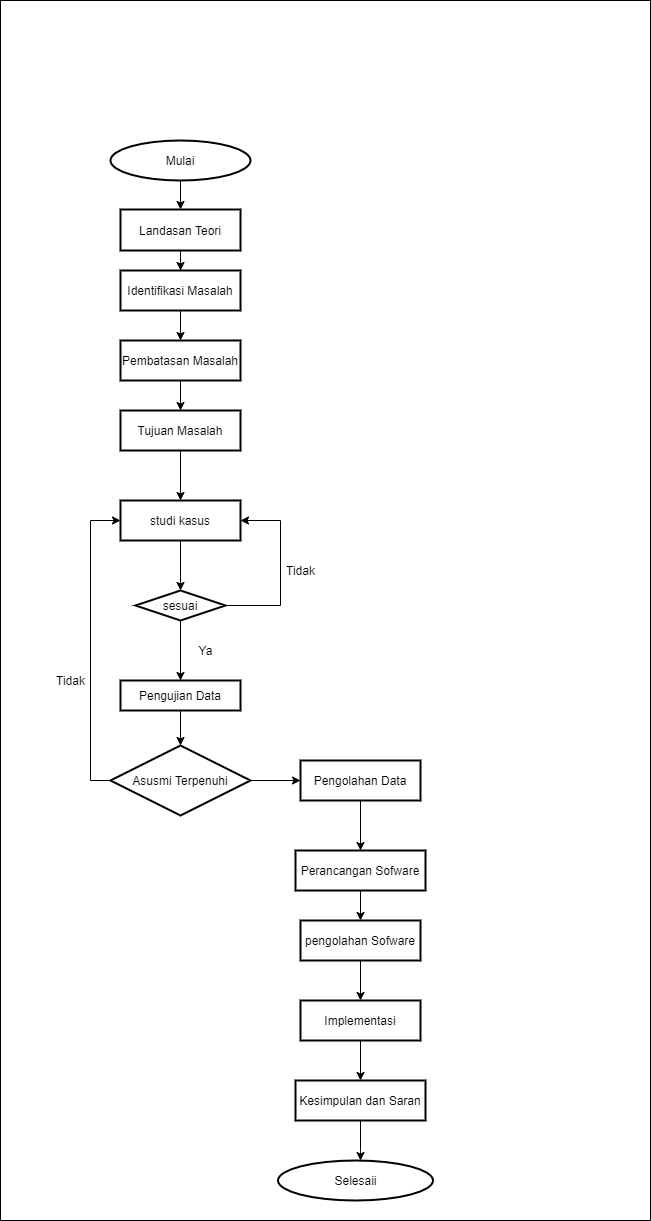 Mulai
Landasan Teori
Identifikasi Masalah
Pembatasan Masalah
Tujuan Masalah
studi kasus
Tidak
sesuai
Ya
Tidak
Pengujian Data
Asusmi Terpenuhi
Pengolahan Data
Perancangan Sofware
pengolahan Sofware
Implementasi
Kesimpulan dan Saran
Selesaii